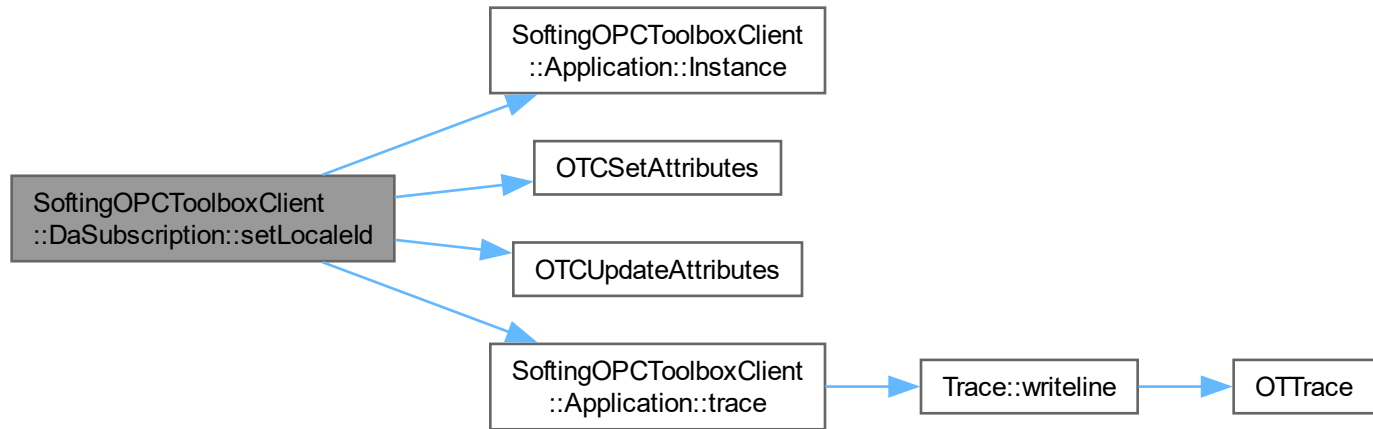 SoftingOPCToolboxClient
::Application::Instance
OTCSetAttributes
SoftingOPCToolboxClient
::DaSubscription::setLocaleId
OTCUpdateAttributes
SoftingOPCToolboxClient
::Application::trace
Trace::writeline
OTTrace